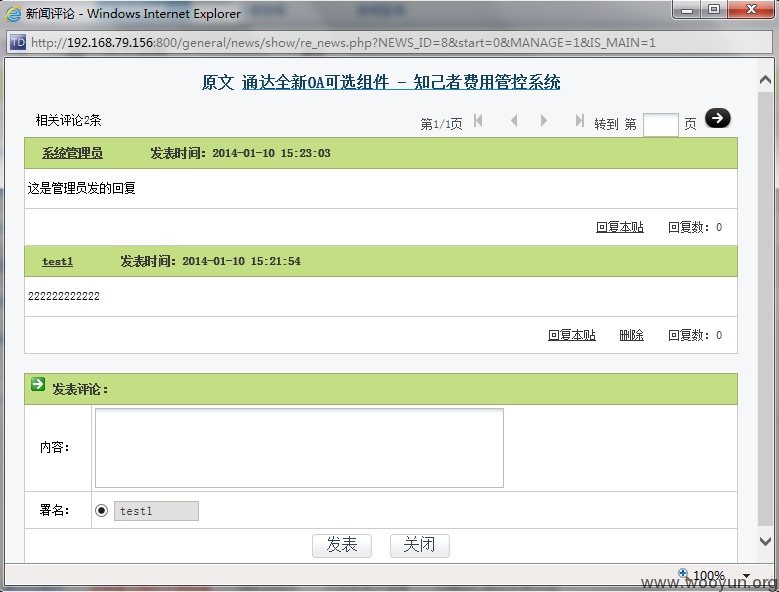 新闻评论 - Windows Internet Explorer
http://192.168.79.156:800/general/news/show/re_news.php?NEWS_ID=8&start=0&MANAGE=1&IS_MAIN=1
原文 通达全新OA可选组件 - 知己者费用管控系统
相关评论2条 第1/1页 转到 第 页
系统管理员 发表时间：2014-01-10 15:23:03
这是管理员发的回复
回复本贴 回复数：0
test1 发表时间：2014-01-10 15:21:54
222222222222
回复本贴 删除 回复数：0
发表评论：
内容：
署名： test1
发表 关闭
100%
www.wooyun.org